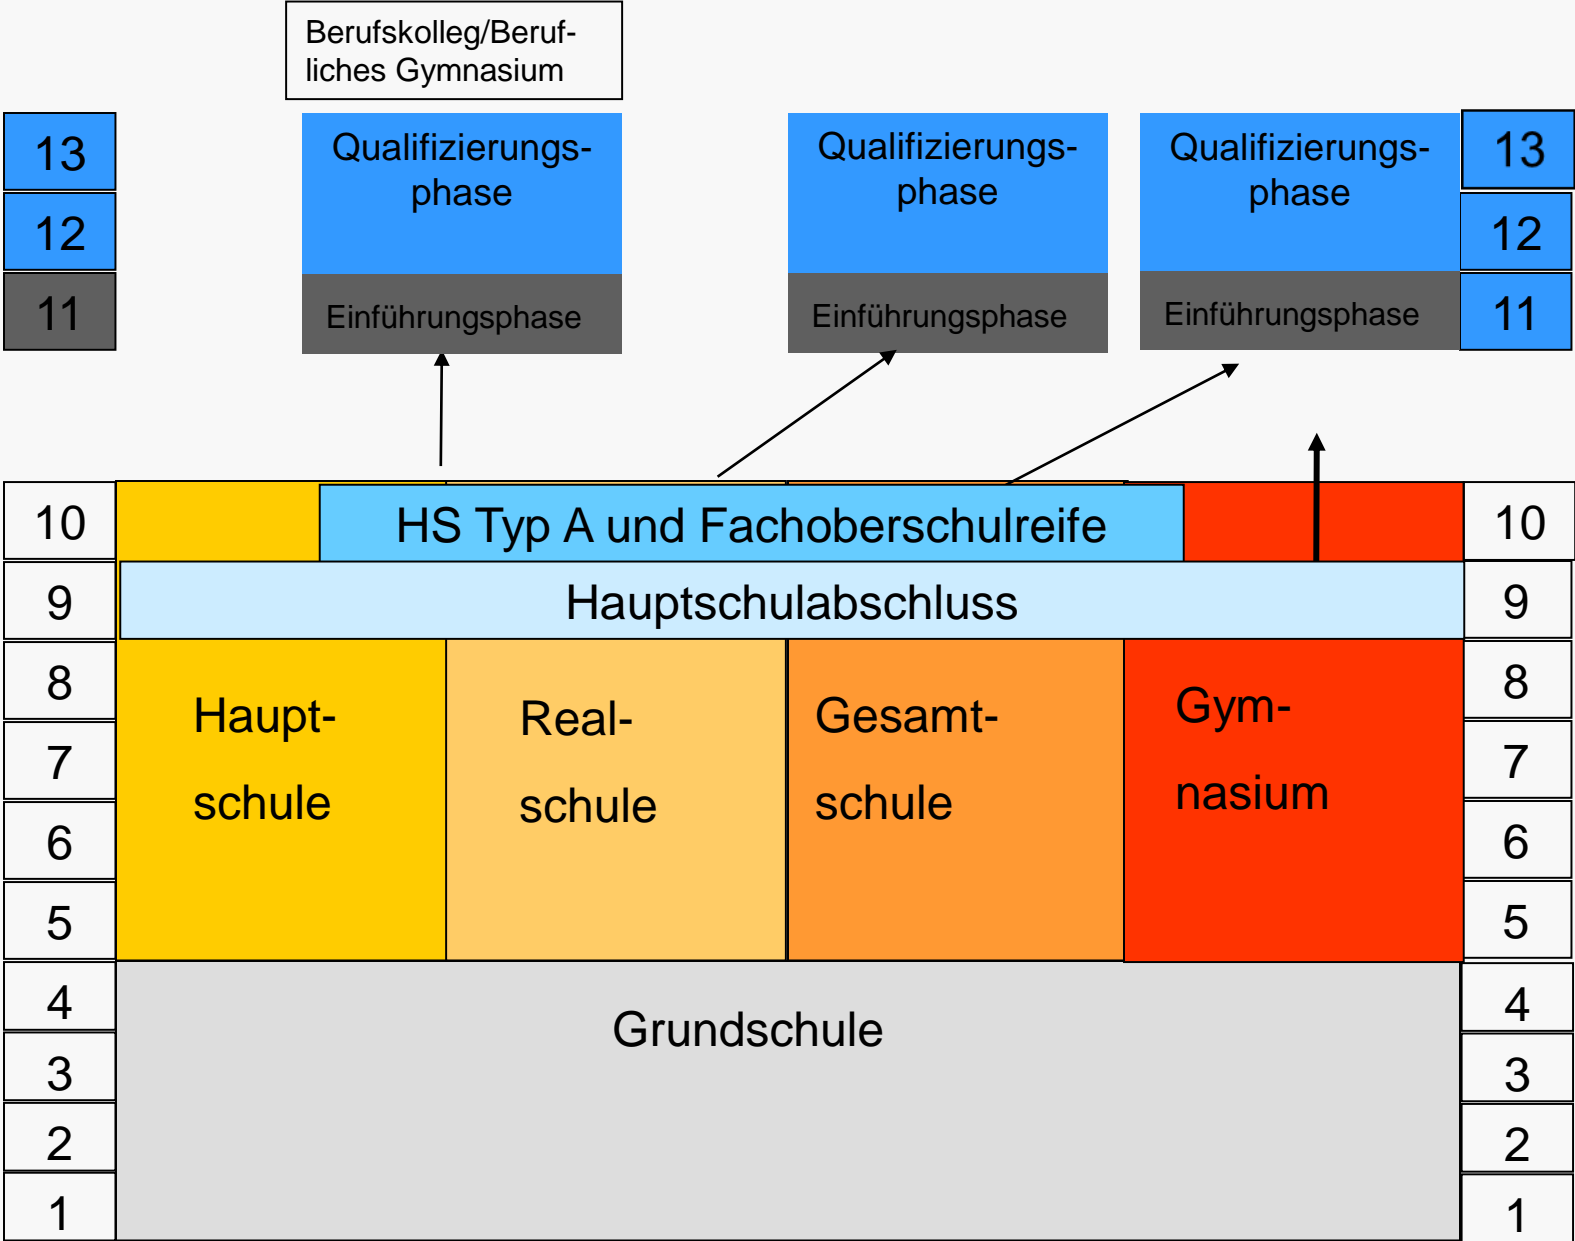 Berufskolleg/Beruf-
liches Gymnasium
13
Qualifizierungs-
phase
Qualifizierungs-
phase
Qualifizierungs-
phase
13
12
12
11
Einführungsphase
Einführungsphase
Einführungsphase
11
10
HS Typ A und Fachoberschulreife
10
9
Hauptschulabschluss
9
8
8
Haupt-
schule
Real-
schule
Gesamt-
schule
Gym-
nasium
7
7
6
6
5
5
4
Grundschule
4
3
3
2
2
1
1